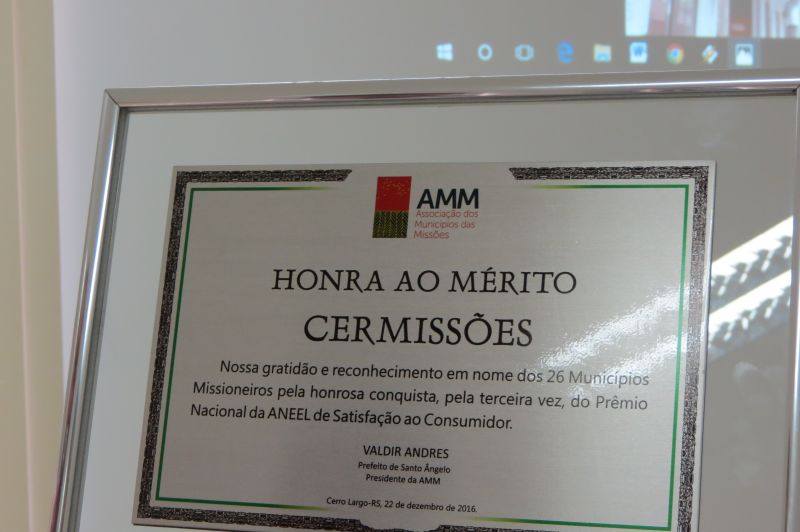 AMM
Associação dos
Municípios das
Missões
HONRA AO MÉRITO
CERMISSÕES
Nossa gratidão e reconhecimento em nome dos 26 Municípios
Missioneiros pela honrosa conquista, pela terceira vez, do Prêmio
Nacional da ANEEL de Satisfação ao Consumidor.
VALDIR ANDRES
Prefeito de Santo Ângelo
Presidente da AMM
Cerro Largo-RS, 22 de dezembro de 2016.